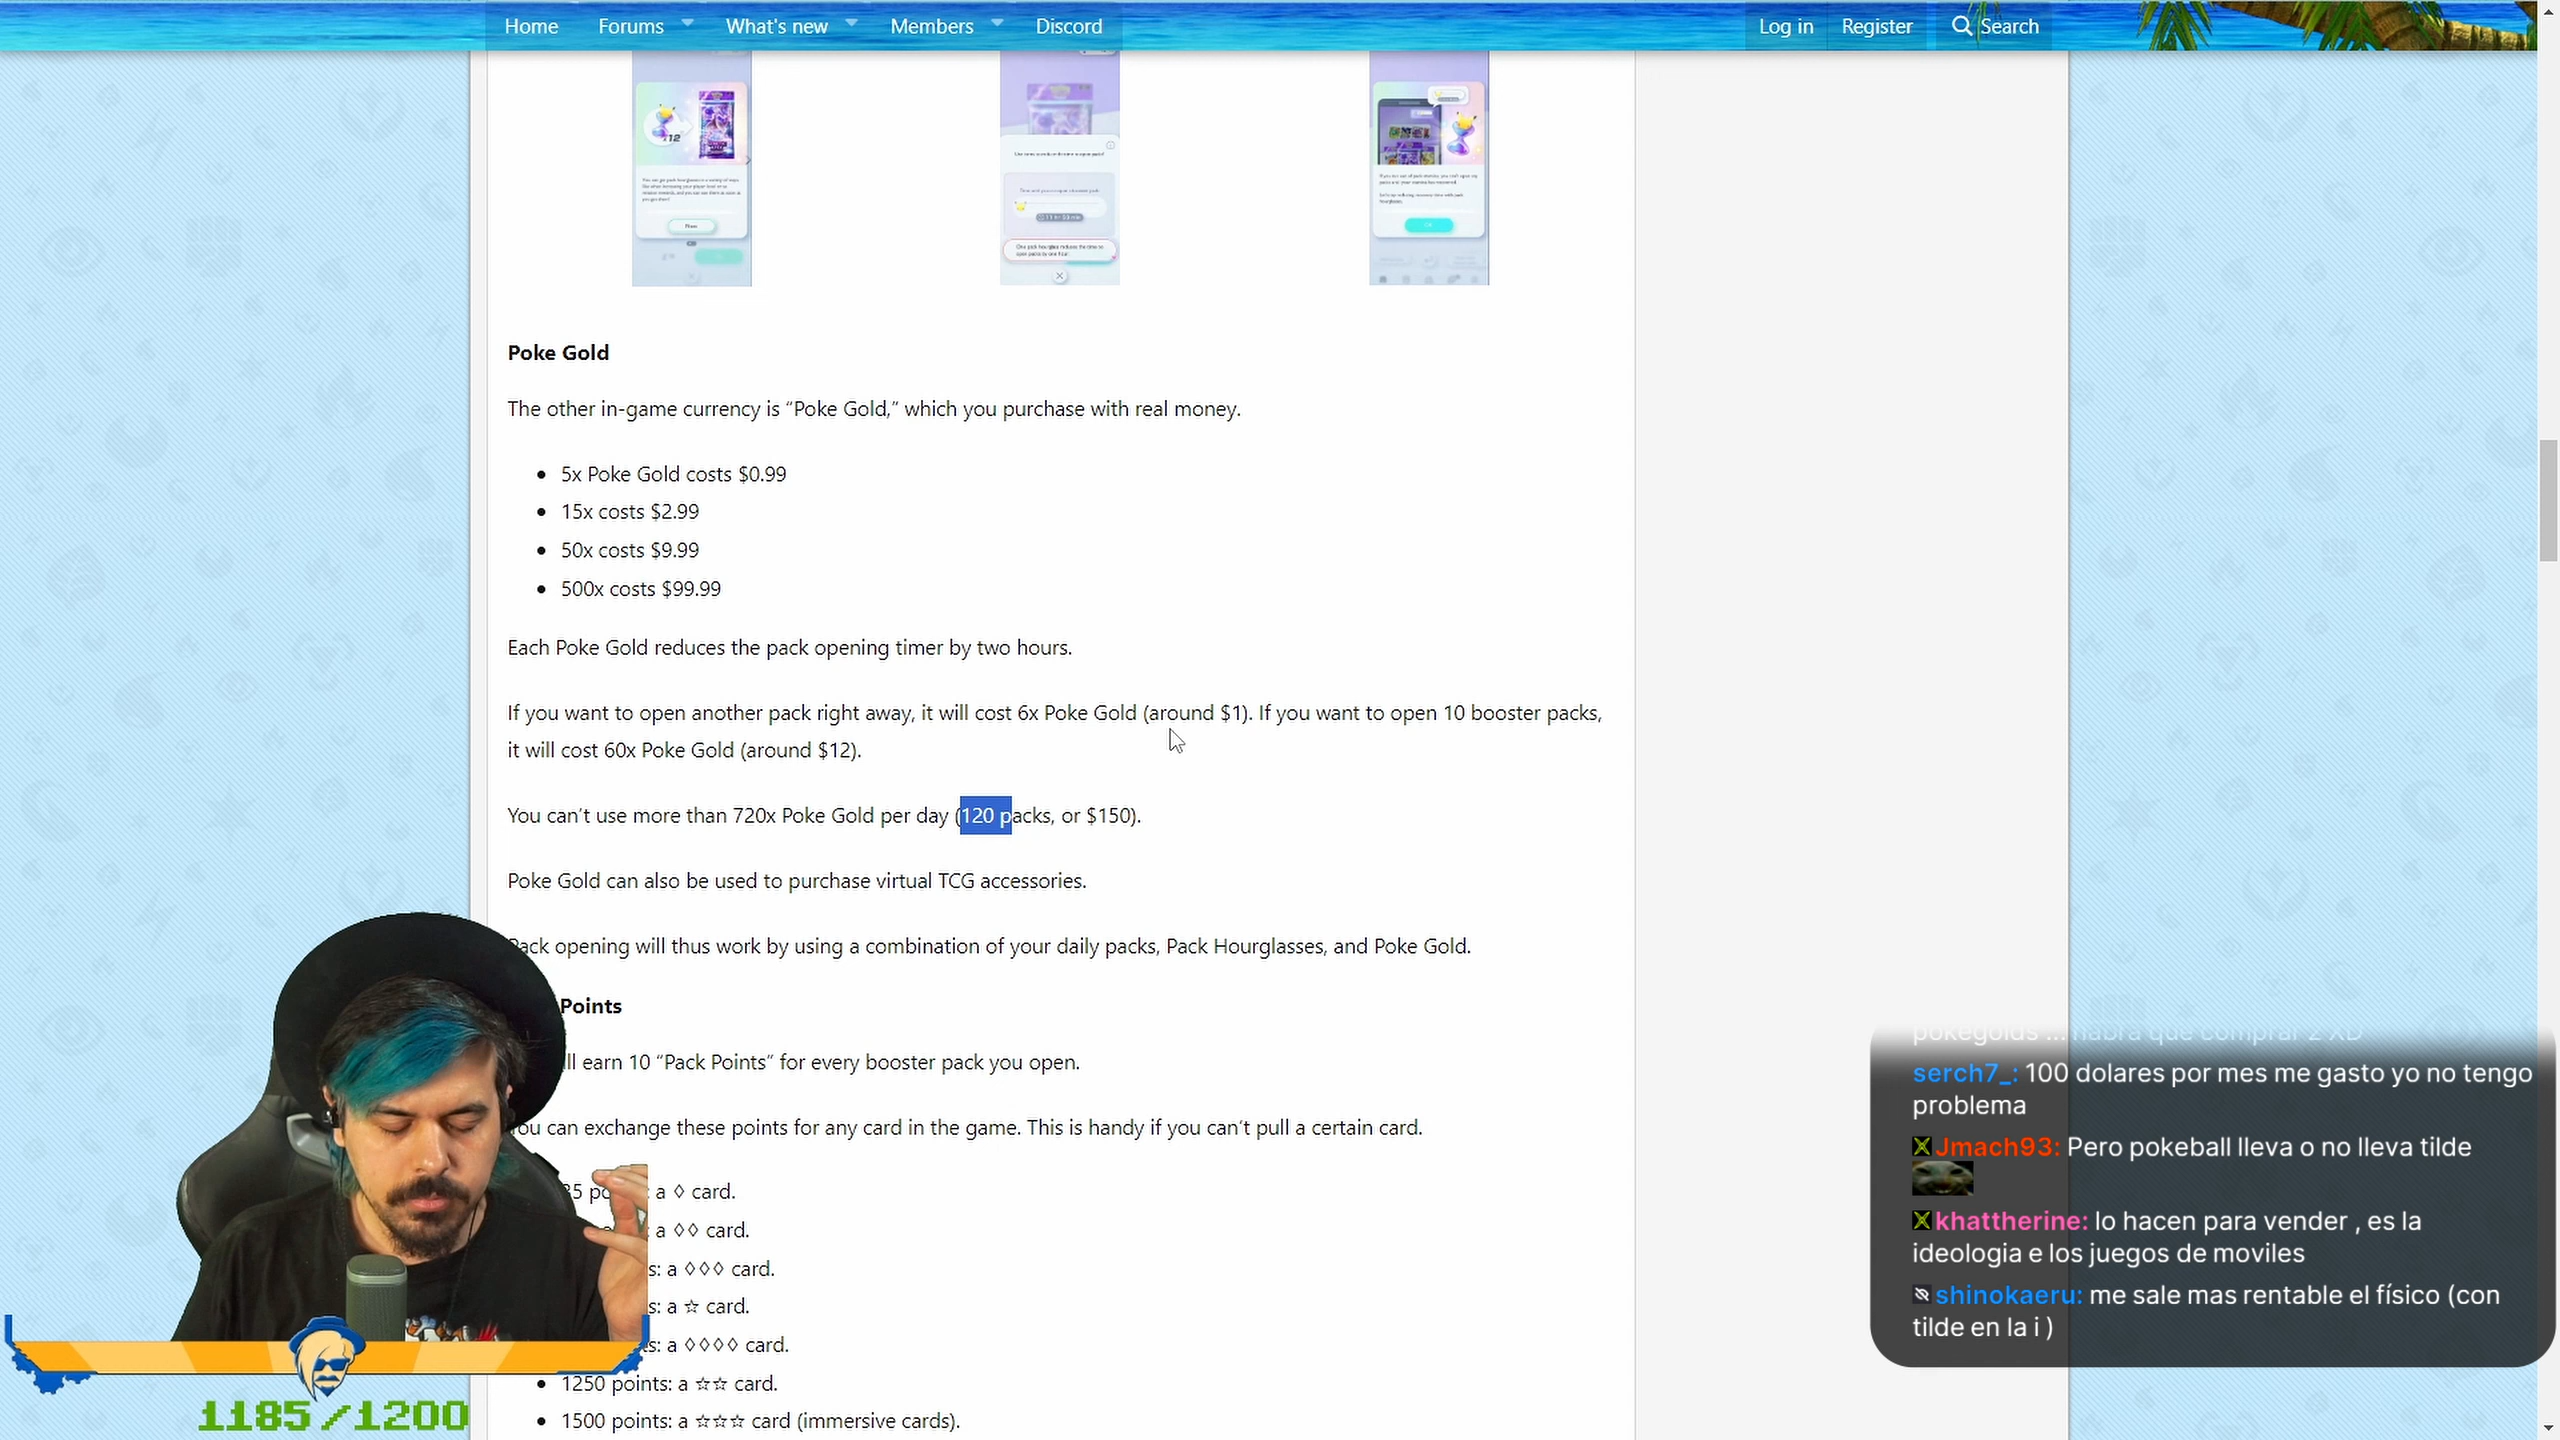 Home Forums What's new Members Discord Log in Register Search
x12
Poke Gold
The other in-game currency is “Poke Gold,” which you purchase with real money.
• 5x Poke Gold costs $0.99
• 15x costs $2.99
• 50x costs $9.99
• 500x costs $99.99
Each Poke Gold reduces the pack opening timer by two hours.
If you want to open another pack right away, it will cost 6x Poke Gold (around $1). If you want to open 10 booster packs,
it will cost 60x Poke Gold (around $12).
You can’t use more than 720x Poke Gold per day (120 packs, or $150).
Poke Gold can also be used to purchase virtual TCG accessories.
Pack opening will thus work by using a combination of your daily packs, Pack Hourglasses, and Poke Gold.
Points
earn 10 “Pack Points” for every booster pack you open.
You can exchange these points for any card in the game. This is handy if you can’t pull a certain card.
a ◊ card.
a ◊◊ card.
a ◊◊◊ card.
a ☆ card.
a ◊◊◊◊ card.
• 1250 points: a ☆☆ card.
• 1500 points: a ☆☆☆ card (immersive cards).
pokegolds ... habra que comprar 2 XD
serch7_: 100 dolares por mes me gasto yo no tengo
problema
Jmach93: Pero pokeball lleva o no lleva tilde
khattherine: lo hacen para vender , es la
ideologia e los juegos de moviles
shinokaeru: me sale mas rentable el físico (con
tilde en la i )
1185/1200